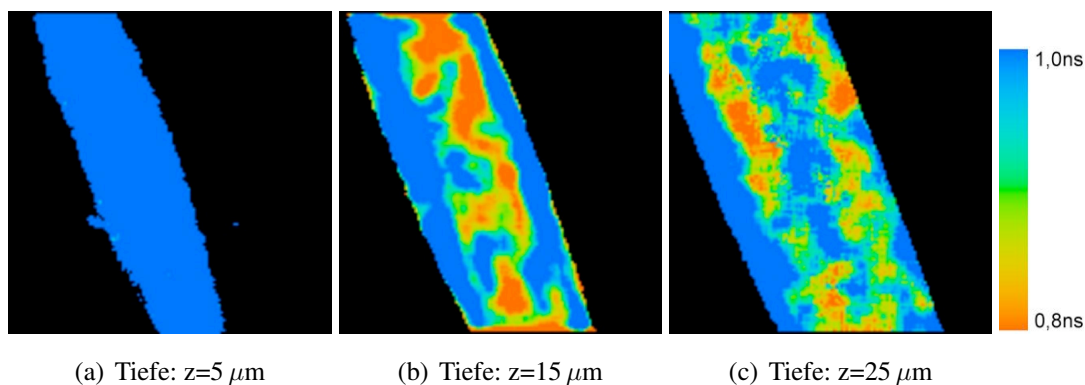 1,0ns
0,8ns
(a) Tiefe: z=5 μm
(b) Tiefe: z=15 μm
(c) Tiefe: z=25 μm